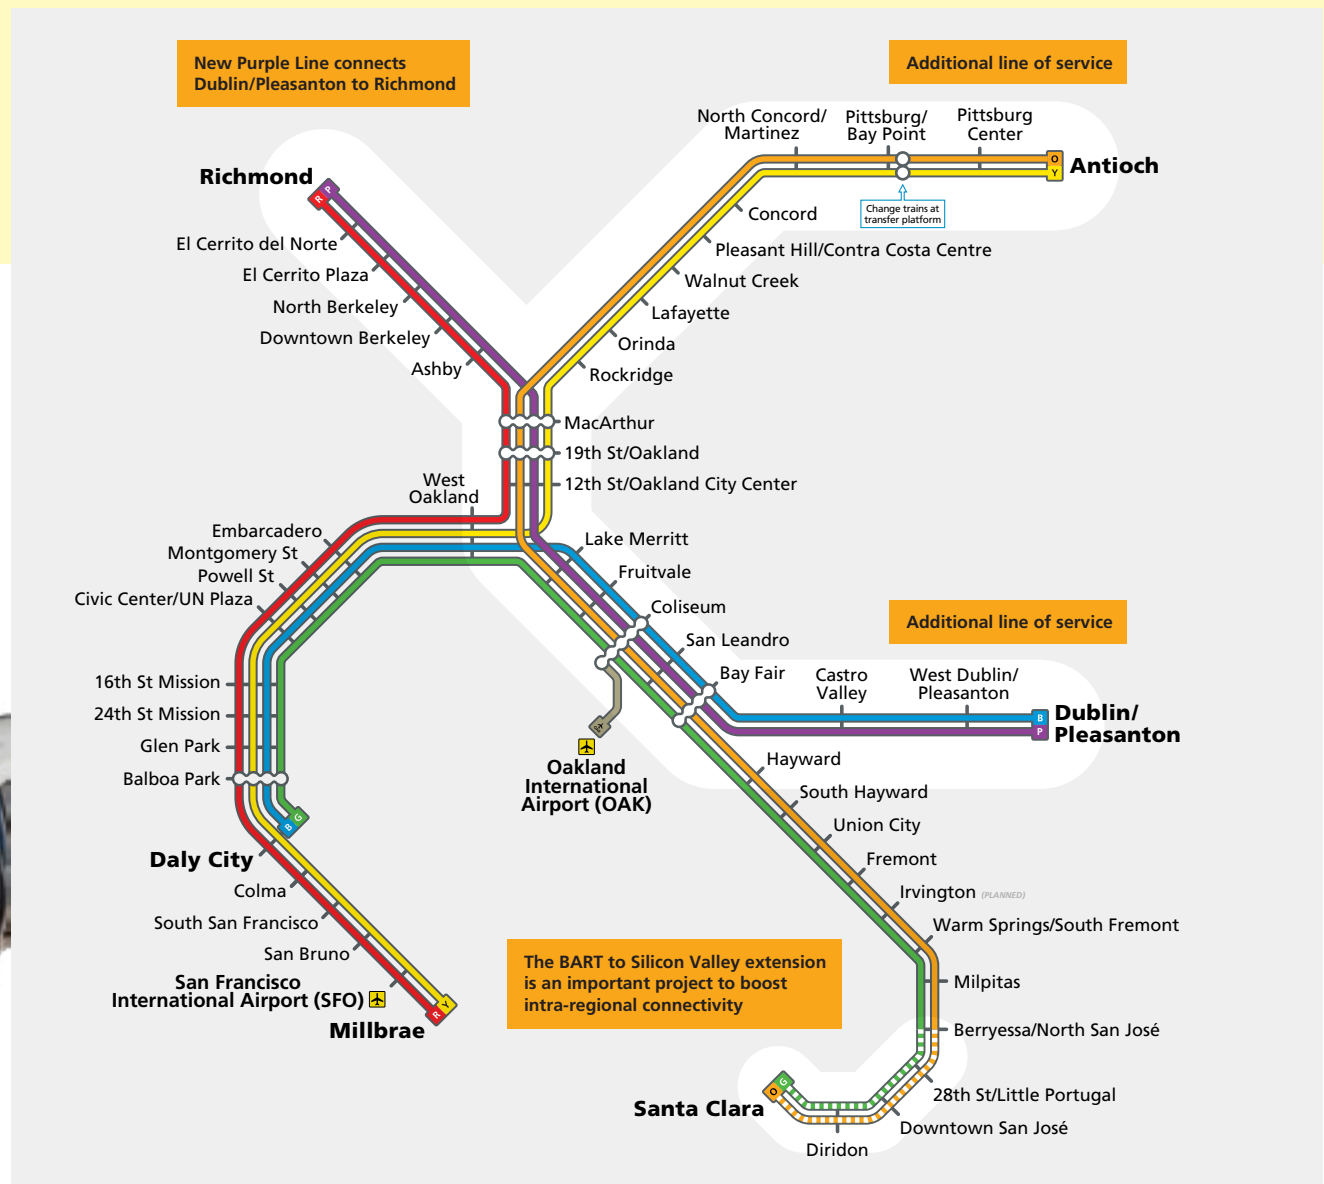 New Purple Line connects
Dublin/Pleasanton to Richmond
Additional line of service
North Concord/
Martinez
Pittsburg/
Bay Point
Pittsburg
Center
O
Y
Antioch
Change trains at
transfer platform
Richmond
P
R
Concord
Pleasant Hill/Contra Costa Centre
Walnut Creek
Lafayette
Orinda
Rockridge
El Cerrito del Norte
El Cerrito Plaza
North Berkeley
Downtown Berkeley
Ashby
MacArthur
19th St/Oakland
12th St/Oakland City Center
West
Oakland
Embarcadero
Montgomery St
Powell St
Civic Center/UN Plaza
16th St Mission
24th St Mission
Glen Park
Balboa Park
G
B
Daly City
Colma
South San Francisco
San Bruno
San Francisco
International Airport (SFO)
Y
R
Millbrae
Lake Merritt
Fruitvale
Coliseum
San Leandro
Bay Fair
Oakland
International
Airport (OAK)
Additional line of service
Castro
Valley
West Dublin/
Pleasanton
B
P
Dublin/
Pleasanton
Hayward
South Hayward
Union City
Fremont
Irvington (PLANNED)
Warm Springs/South Fremont
Milpitas
Berryessa/North San José
28th St/Little Portugal
Downtown San José
Diridon
G
O
Santa Clara
The BART to Silicon Valley extension
is an important project to boost
intra-regional connectivity